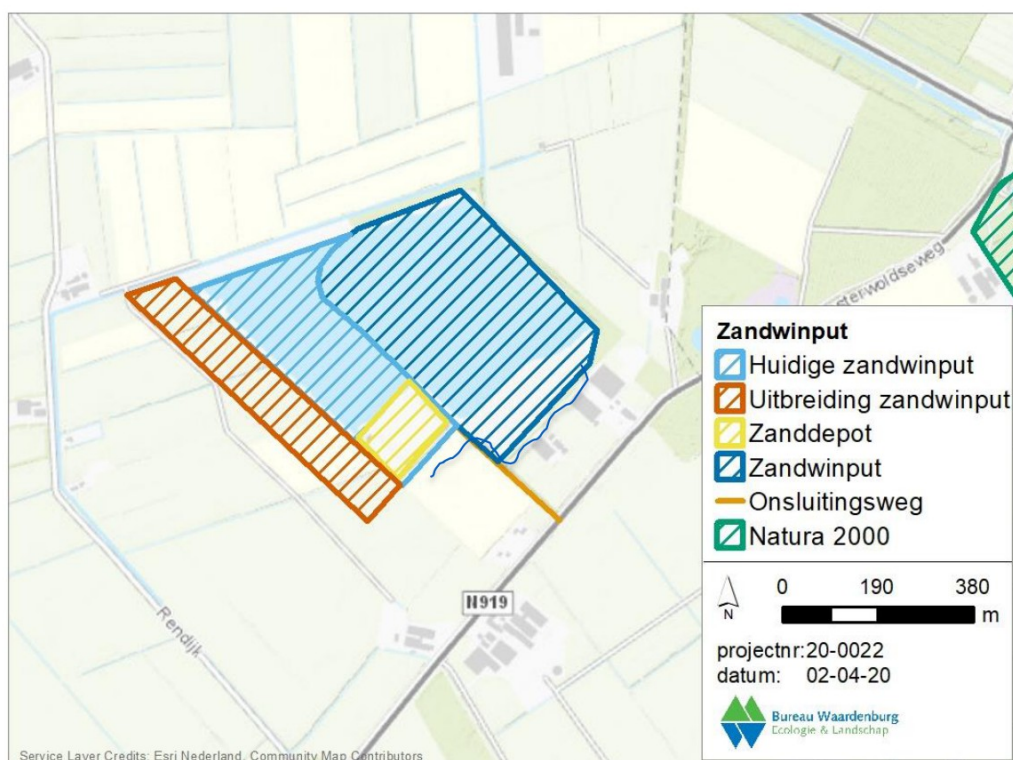 sterwoldseweg
Zandwinput
Huidige zandwinput
Uitbreiding zandwinput
Zanddepot
Zandwinput
Onsluitingsweg
Natura 2000
N919
Rendijk
0 190 380
m
N
projectnr:20-0022
datum: 02-04-20
Bureau Waardenburg
Ecologie & Landschap
Service Layer Credits: Esri Nederland, Community Map Contributors